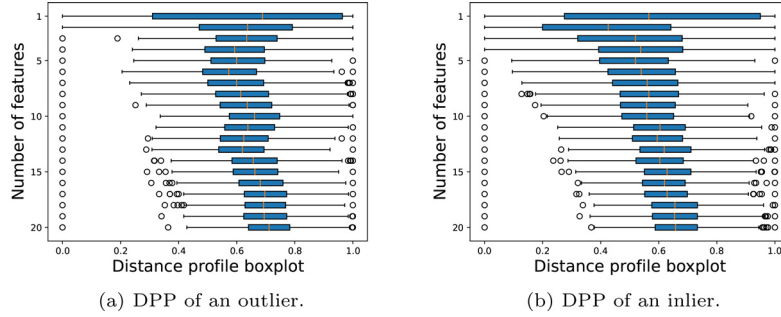 1
5
10
15
20
Number of features
0.0 0.2 0.4 0.6 0.8 1.0
Distance profile boxplot
(a) DPP of an outlier.
1
5
10
15
20
Number of features
0.0 0.2 0.4 0.6 0.8 1.0
Distance profile boxplot
(b) DPP of an inlier.